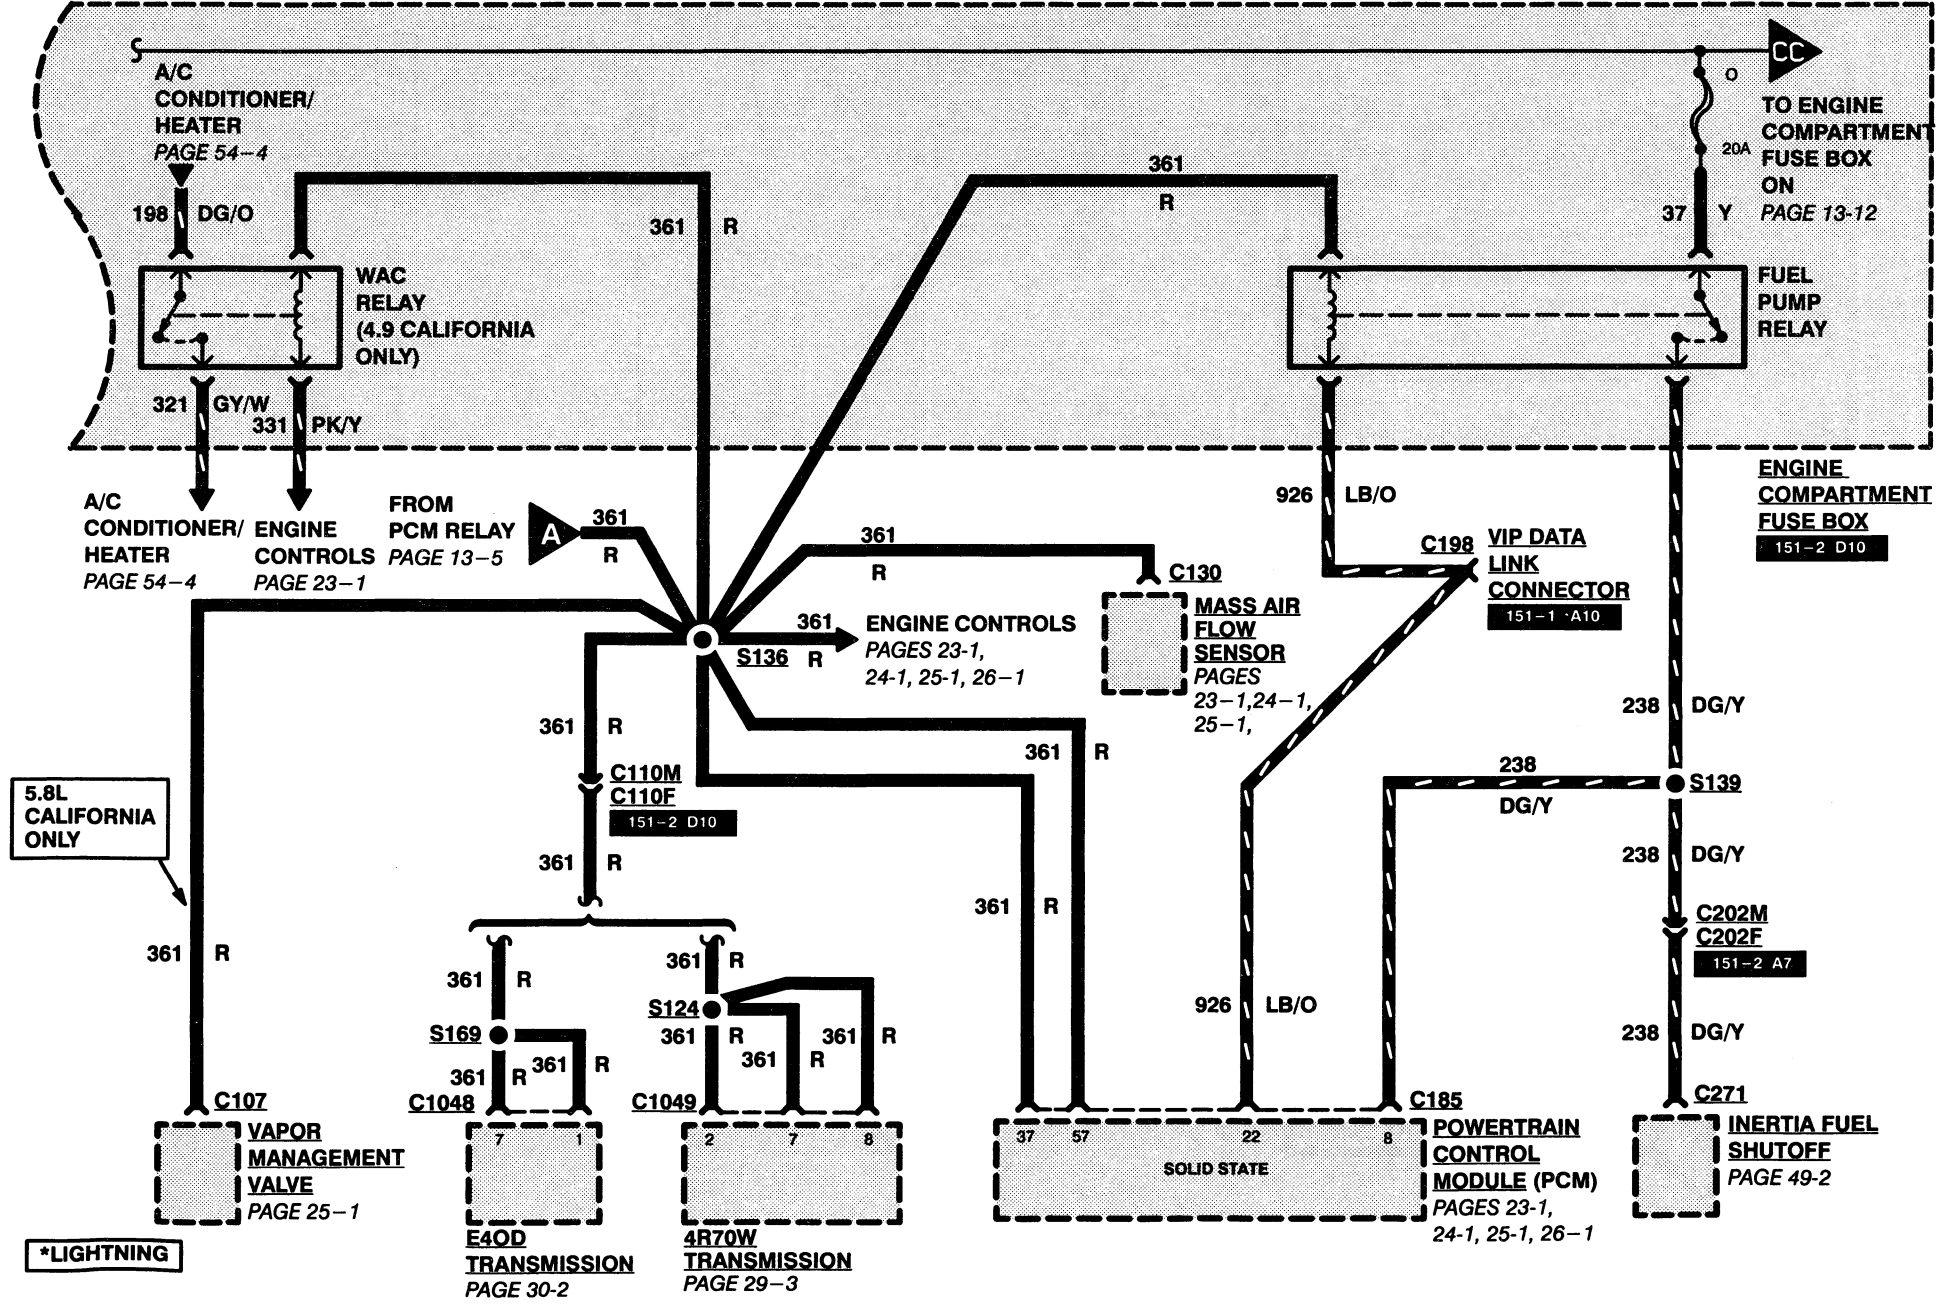 CC
O
A/C
CONDITIONER/
HEATER
PAGE 54-4
TO ENGINE
COMPARTMENT
FUSE BOX
ON
PAGE 13-12
20A
198 DG/O
361 R
361
R
37 Y
WAC
RELAY
(4.9 CALIFORNIA
ONLY)
FUEL
PUMP
RELAY
321 GY/W
331 PK/Y
ENGINE
COMPARTMENT
FUSE BOX
151-2 D10
A/C
CONDITIONER/
HEATER
PAGE 54-4
ENGINE
CONTROLS
PAGE 23-1
FROM
PCM RELAY
PAGE 13-5
A
361
R
361
R
926 LB/O
C198
VIP DATA
LINK
CONNECTOR
151-1 A10
C130
MASS AIR
FLOW
SENSOR
PAGES
23-1,24-1,
25-1,
361
R
S136
ENGINE CONTROLS
PAGES 23-1,
24-1, 25-1, 26-1
361 R
C110M
C110F
151-2 D10
361 R
361 R
361 R
238 DG/Y
238
DG/Y
S139
238 DG/Y
C202M
C202F
151-2 A7
238 DG/Y
5.8L
CALIFORNIA
ONLY
361 R
361 R
S169
361 R
361 R
361 R
S124
361 R
361 R
361 R
926 LB/O
C107
VAPOR
MANAGEMENT
VALVE
PAGE 25-1
C1048
7 1
E4OD
TRANSMISSION
PAGE 30-2
C1049
2 7 8
4R70W
TRANSMISSION
PAGE 29-3
C185
37 57 22 8
SOLID STATE
POWERTRAIN
CONTROL
MODULE (PCM)
PAGES 23-1,
24-1, 25-1, 26-1
C271
INERTIA FUEL
SHUTOFF
PAGE 49-2
*LIGHTNING